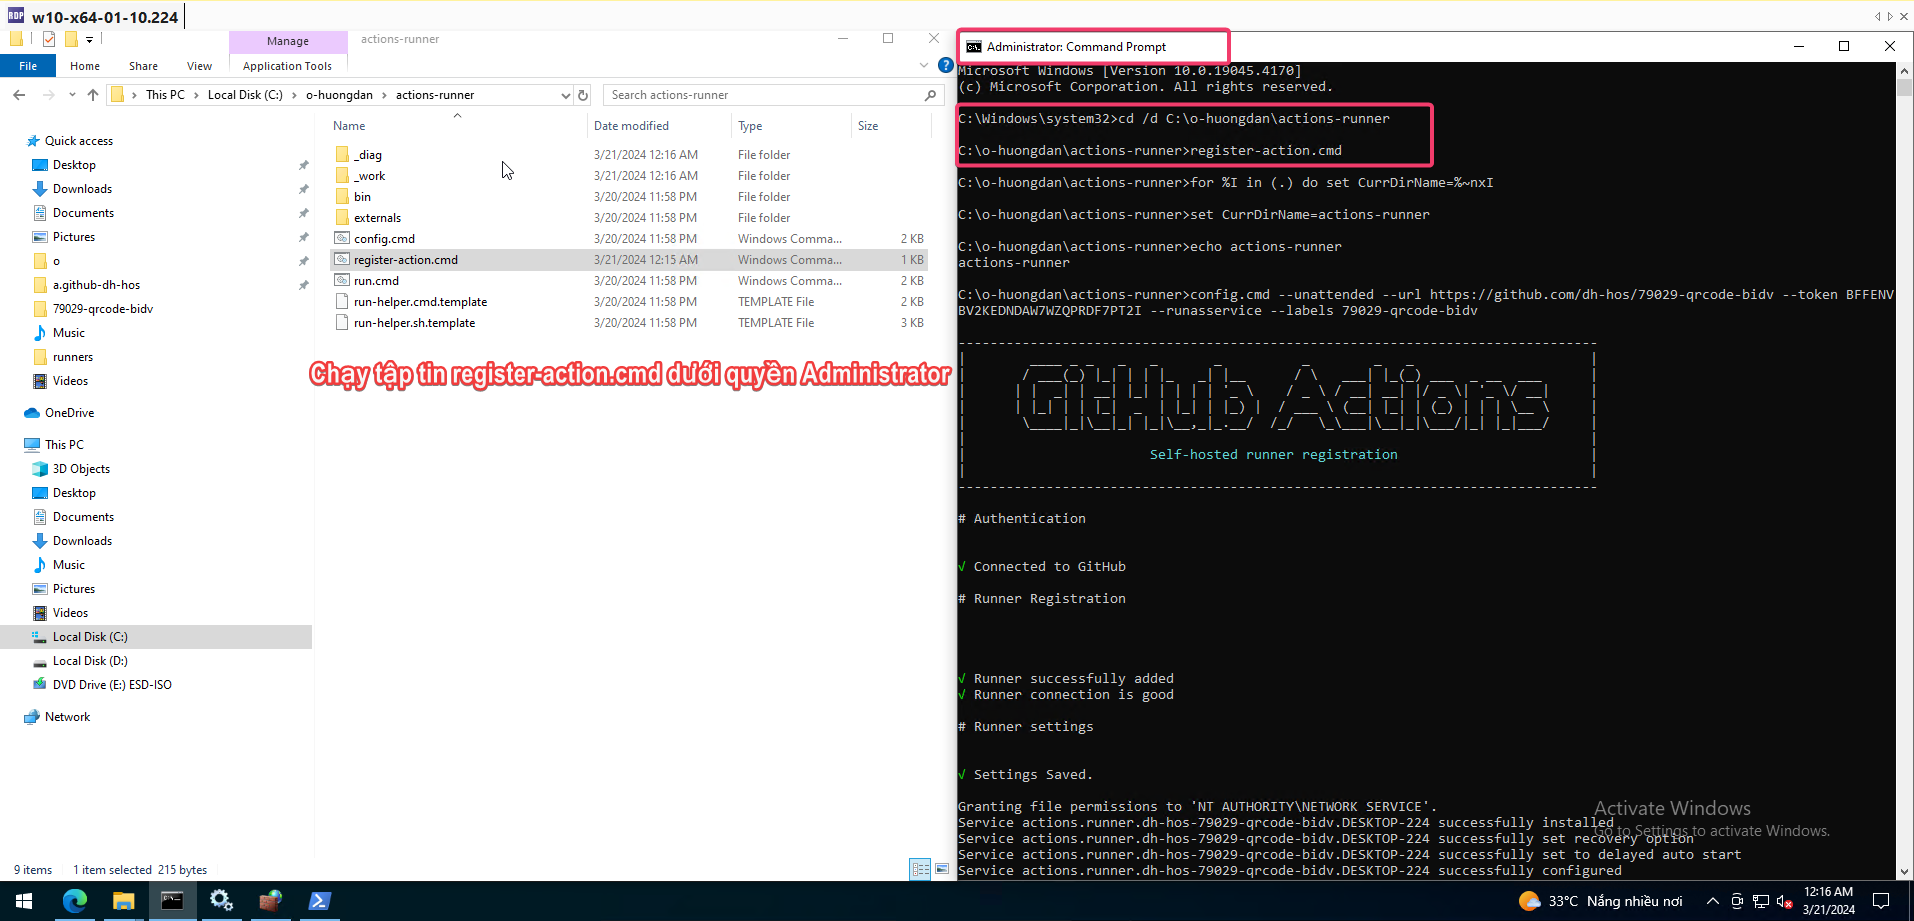 w10-x64-01-10.224
Manage
actions-runner
File
Home
Share
View
Application Tools
This PC
Local Disk (C:)
o-huongdan
actions-runner
Search actions-runner
Quick access
Desktop
Downloads
Documents
Pictures
o
a.github-dh-hos
79029-qrcode-bidv
Music
runners
Videos
OneDrive
This PC
3D Objects
Desktop
Documents
Downloads
Music
Pictures
Videos
Local Disk (C:)
Local Disk (D:)
DVD Drive (E:) ESD-ISO
Network
Name Date modified Type Size
_diag 3/21/2024 12:16 AM File folder
_work 3/21/2024 12:16 AM File folder
bin 3/20/2024 11:58 PM File folder
externals 3/20/2024 11:58 PM File folder
config.cmd 3/20/2024 11:58 PM Windows Comma... 2 KB
register-action.cmd 3/21/2024 12:15 AM Windows Comma... 1 KB
run.cmd 3/20/2024 11:58 PM Windows Comma... 2 KB
run-helper.cmd.template 3/20/2024 11:58 PM TEMPLATE File 2 KB
run-helper.sh.template 3/20/2024 11:58 PM TEMPLATE File 3 KB
Chạy tập tin register-action.cmd dưới quyền Administrator
9 items 1 item selected 215 bytes
Administrator: Command Prompt
Microsoft Windows [Version 10.0.19045.4170]
(c) Microsoft Corporation. All rights reserved.
C:\Windows\system32>cd /d C:\o-huongdan\actions-runner
C:\o-huongdan\actions-runner>register-action.cmd
C:\o-huongdan\actions-runner>for %I in (.) do set CurrDirName=%~nxI
C:\o-huongdan\actions-runner>set CurrDirName=actions-runner
C:\o-huongdan\actions-runner>echo actions-runner
actions-runner
C:\o-huongdan\actions-runner>config.cmd --unattended --url https://github.com/dh-hos/79029-qrcode-bidv --token BFFENV
BV2KEDNDAW7WZQPRDF7PT2I --runasservice --labels 79029-qrcode-bidv
GitHub Actions
Self-hosted runner registration
# Authentication
√ Connected to GitHub
# Runner Registration
√ Runner successfully added
√ Runner connection is good
# Runner settings
√ Settings Saved.
Granting file permissions to 'NT AUTHORITY\NETWORK SERVICE'.
Service actions.runner.dh-hos-79029-qrcode-bidv.DESKTOP-224 successfully installed
Service actions.runner.dh-hos-79029-qrcode-bidv.DESKTOP-224 successfully set recovery option
Service actions.runner.dh-hos-79029-qrcode-bidv.DESKTOP-224 successfully set to delayed auto start
Service actions.runner.dh-hos-79029-qrcode-bidv.DESKTOP-224 successfully configured
Activate Windows
Go to Settings to activate Windows.
33°C Nắng nhiều nơi
12:16 AM
3/21/2024